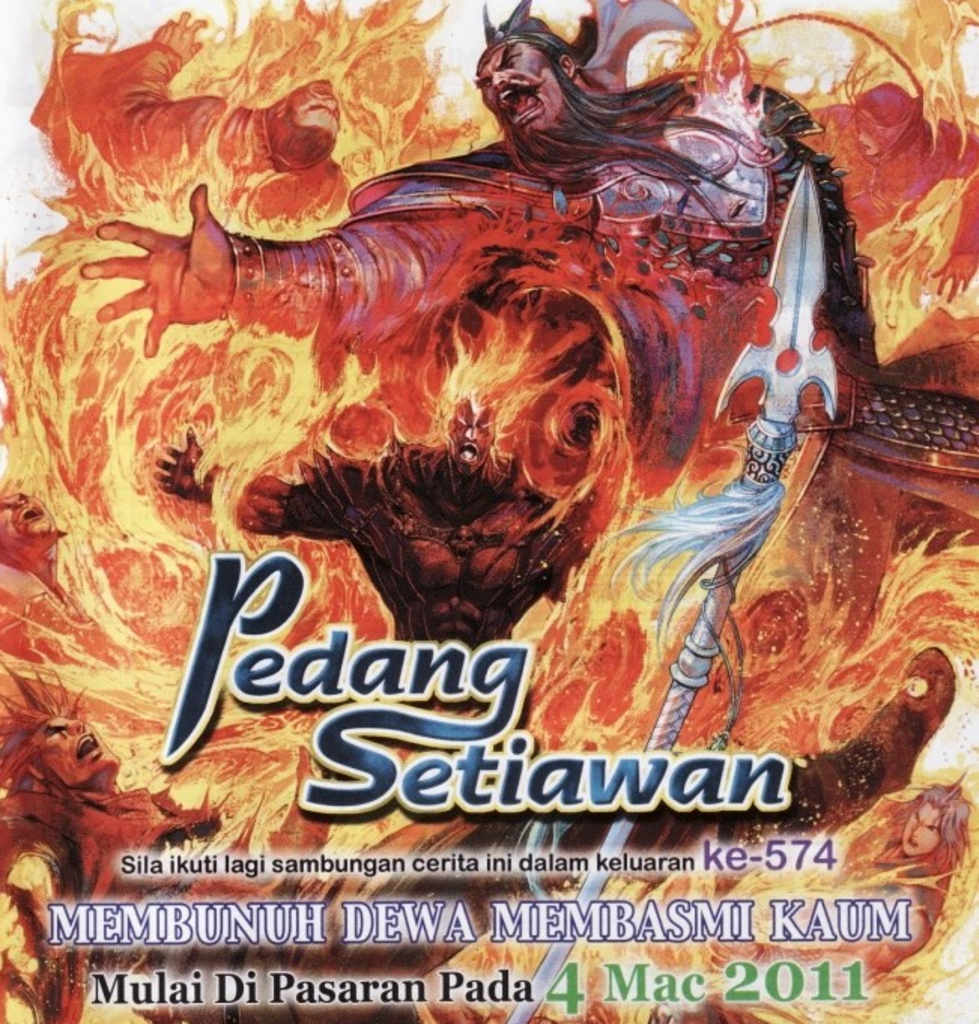 Pedang
Setiawan
Sila ikuti lagi sambungan cerita ini dalam keluaran ke-574
MEMBUNUH DEWA MEMBASMI KAUM
Mulai Di Pasaran Pada 4 Mac 2011